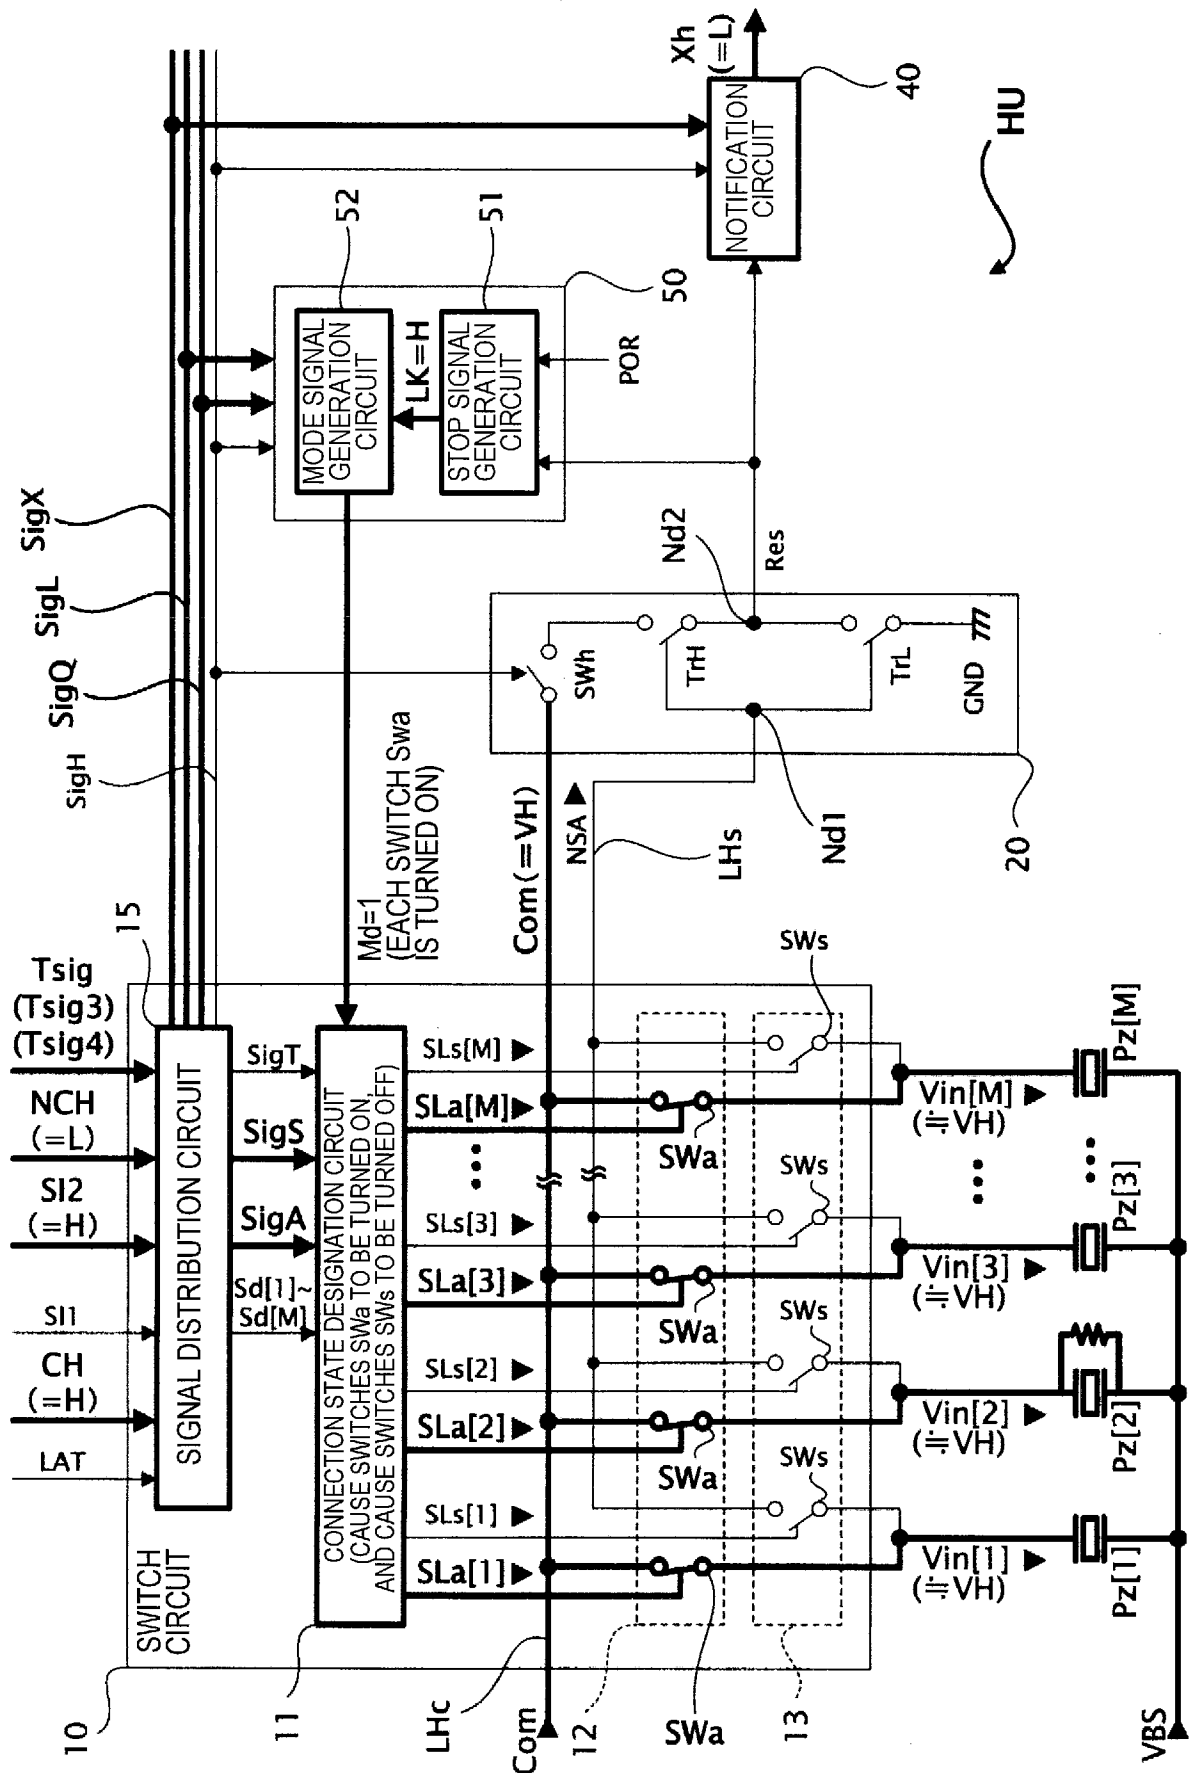 Tsig
(Tsig3)
(Tsig4)
NCH
(=L)
SI2
(=H)
SI1
CH
(=H)
LAT
15
SigX
SigL
SigQ
SigH
SWITCH
CIRCUIT
10
SIGNAL DISTRIBUTION CIRCUIT
SigT
SigS
SigA
Sd[1]~
Sd[M]
11
CONNECTION STATE DESIGNATION CIRCUIT
(CAUSE SWITCHES SWa TO BE TURNED ON,
AND CAUSE SWITCHES SWs TO BE TURNED OFF)
Md=1
(EACH SWITCH Swa
IS TURNED ON)
52
MODE SIGNAL
GENERATION
CIRCUIT
LK=H
51
STOP SIGNAL
GENERATION
CIRCUIT
50
POR
Xh
(=L)
40
NOTIFICATION
CIRCUIT
HU
SLa[1]
SLs[1]
SLa[2]
SLs[2]
SLa[3]
SLs[3]
SLa[M]
SLs[M]
LHc
Com
Com(≒VH)
NSA
LHs
SWh
TrH
TrL
Nd1
Nd2
Res
GND
20
12
13
SWa
SWa
SWa
SWa
SWs
SWs
SWs
SWs
Vin[1]
(≒VH)
Vin[2]
(≒VH)
Vin[3]
(≒VH)
Vin[M]
(≒VH)
Pz[1]
Pz[2]
Pz[3]
Pz[M]
VBS